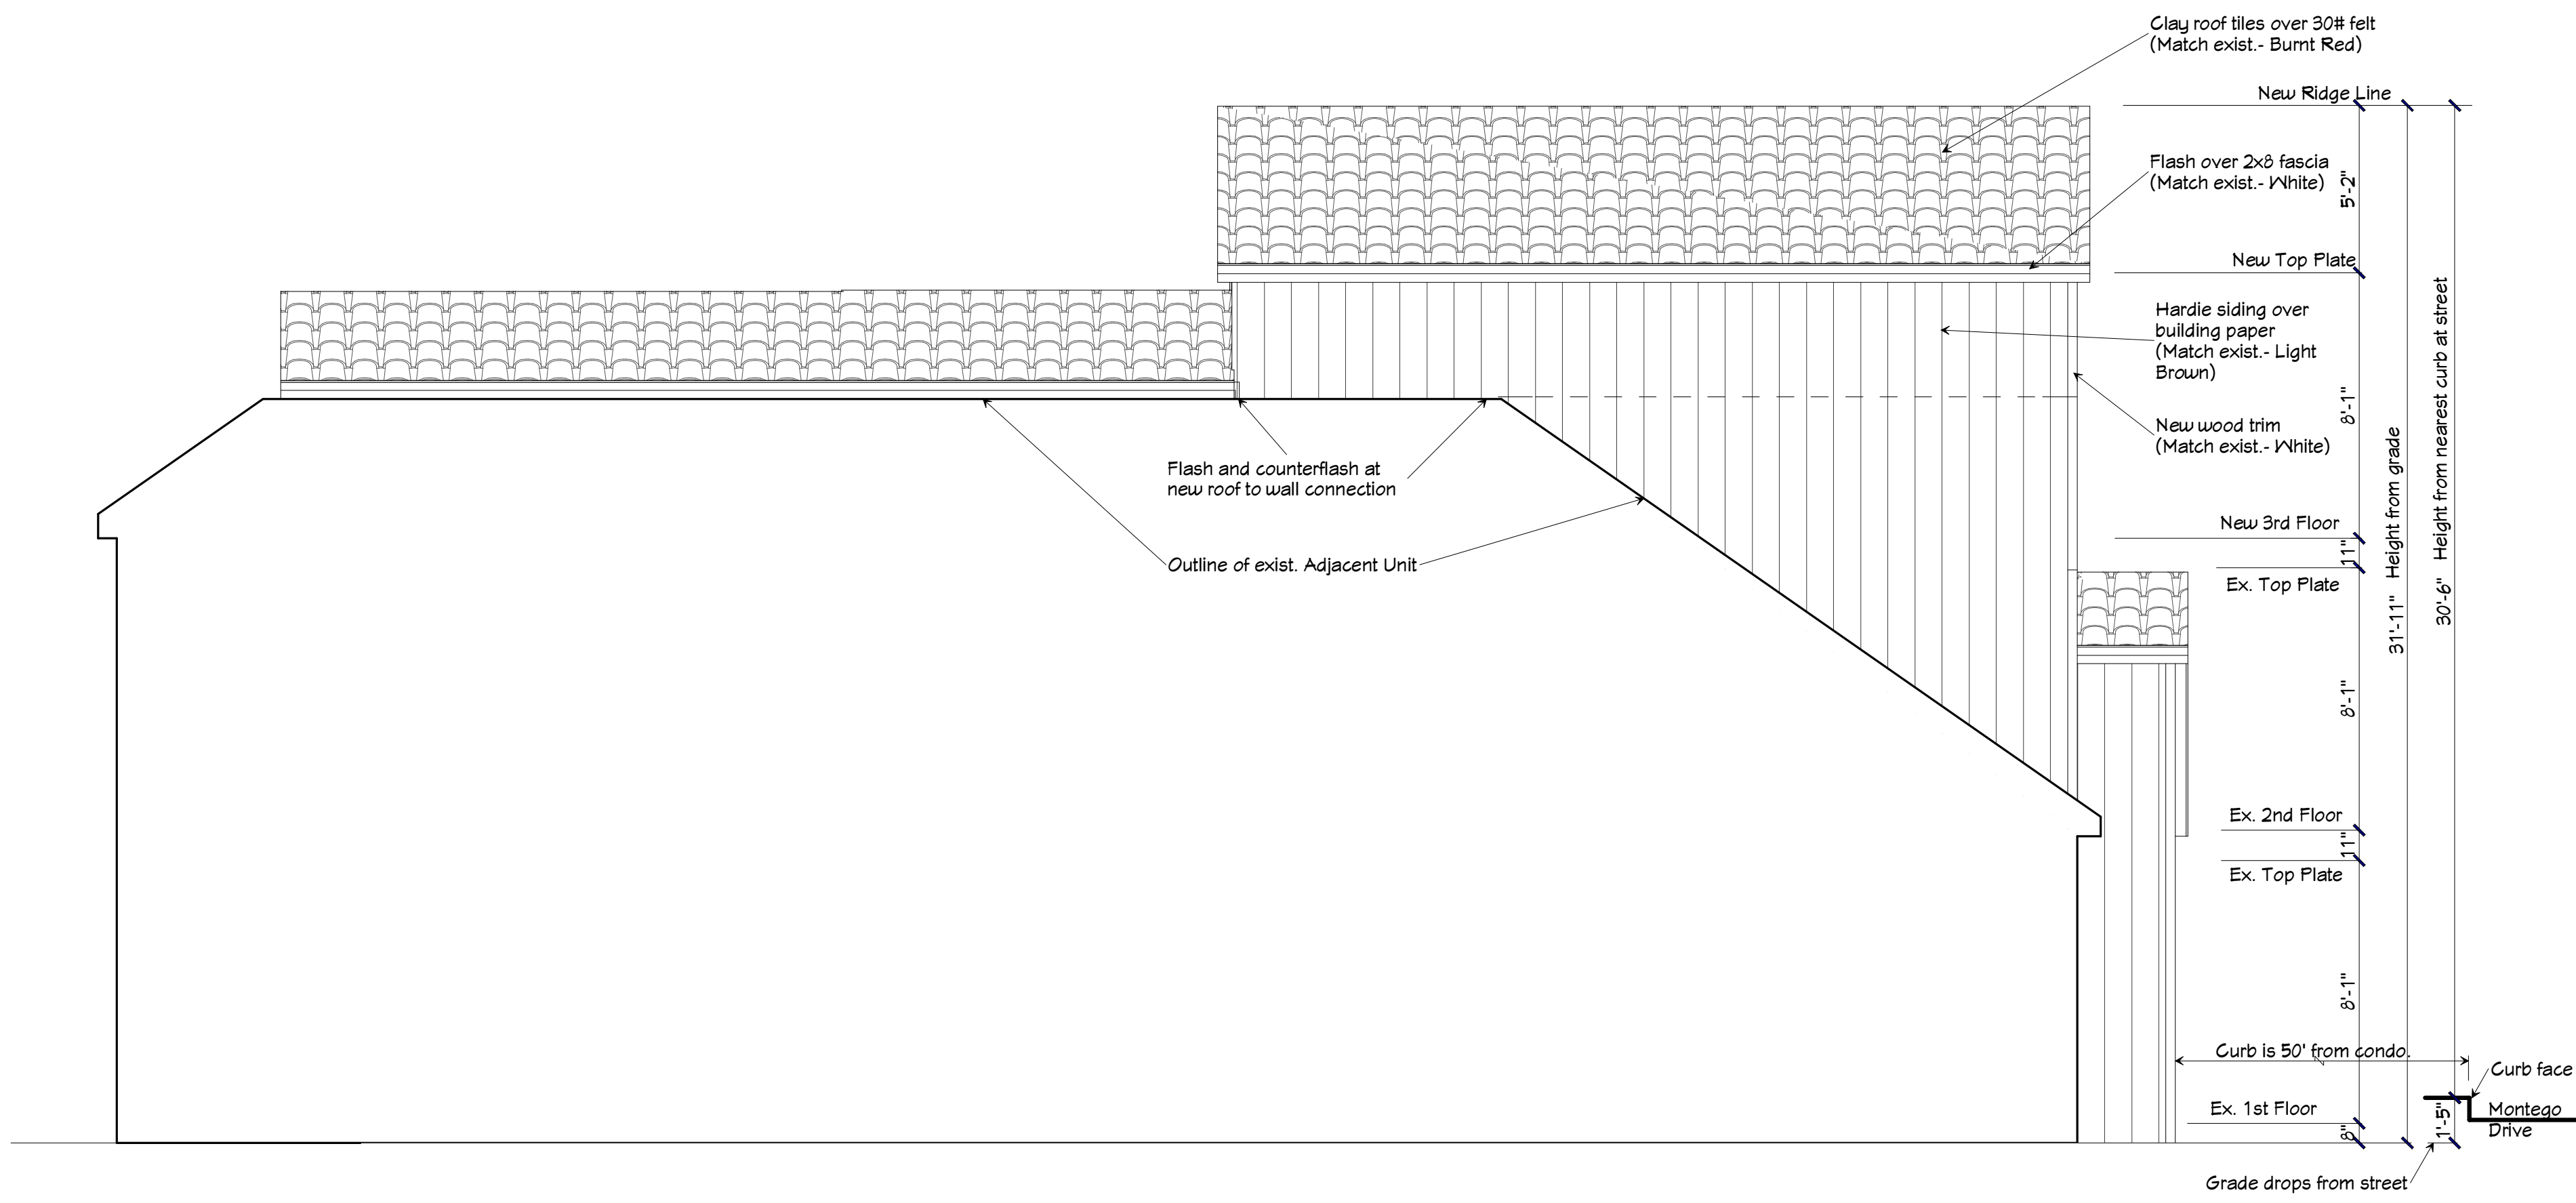 Clay roof tiles over 30# felt
(Match exist.- Burnt Red)
New Ridge Line
Flash over 2x8 fascia
(Match exist.- White)
5'-2"
New Top Plate
Hardie siding over
building paper
(Match exist.- Light
Brown)
8'-1"
New wood trim
(Match exist.- White)
Flash and counterflash at
new roof to wall connection
Outline of exist. Adjacent Unit
New 3rd Floor
11"
Ex. Top Plate
31'-11" Height from grade
30'-6" Height from nearest curb at street
8'-1"
Ex. 2nd Floor
11"
Ex. Top Plate
8'-1"
Curb is 50' from condo.
Curb face
Ex. 1st Floor
8"
1'-5"
Montego
Drive
Grade drops from street